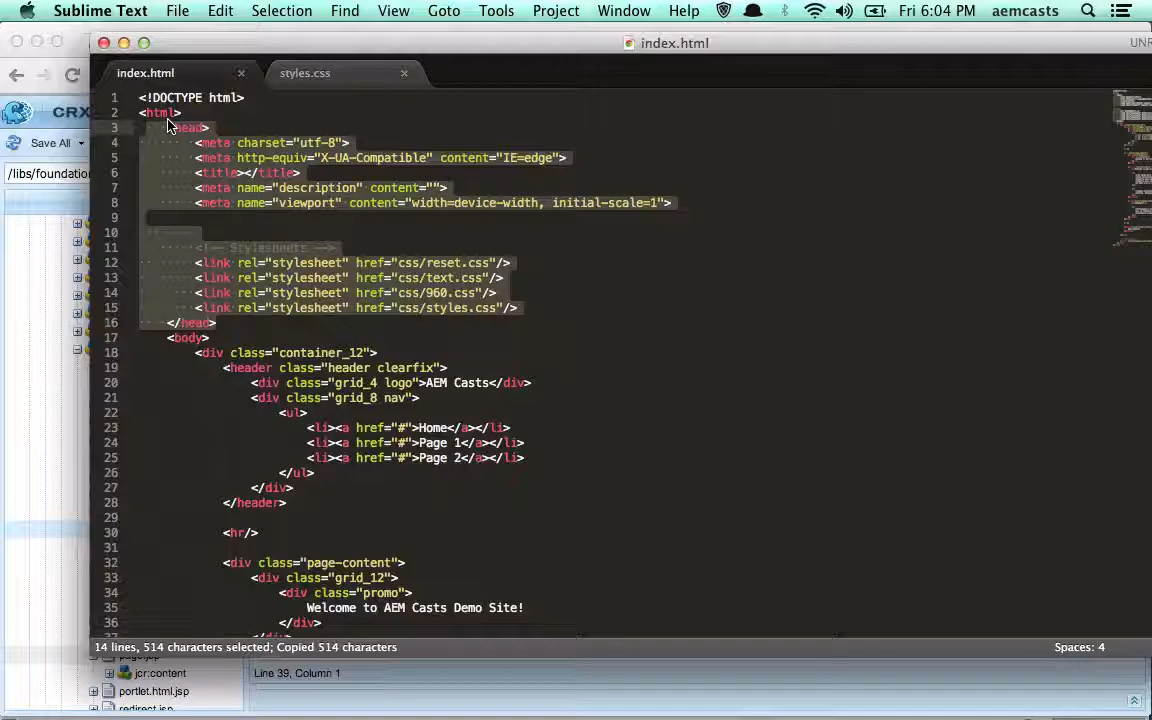 Sublime Text File Edit Selection Find View Goto Tools Project Window Help Fri 6:04 PM aemcasts
index.html
UNR
index.html styles.css
CRX
Save All
/libs/foundation
1 <!DOCTYPE html>
2 <html>
3 <head>
4 <meta charset="utf-8">
5 <meta http-equiv="X-UA-Compatible" content="IE=edge">
6 <title></title>
7 <meta name="description" content="">
8 <meta name="viewport" content="width=device-width, initial-scale=1">
9
10
11 <!-- Stylesheets -->
12 <link rel="stylesheet" href="css/reset.css"/>
13 <link rel="stylesheet" href="css/text.css"/>
14 <link rel="stylesheet" href="css/960.css"/>
15 <link rel="stylesheet" href="css/styles.css"/>
16 </head>
17 <body>
18 <div class="container_12">
19 <header class="header clearfix">
20 <div class="grid_4 logo">AEM Casts</div>
21 <div class="grid_8 nav">
22 <ul>
23 <li><a href="#">Home</a></li>
24 <li><a href="#">Page 1</a></li>
25 <li><a href="#">Page 2</a></li>
26 </ul>
27 </div>
28 </header>
29
30 <hr/>
31
32 <div class="page-content">
33 <div class="grid_12">
34 <div class="promo">
35 Welcome to AEM Casts Demo Site!
36 </div>
14 lines, 514 characters selected; Copied 514 characters Spaces: 4
jcr:content
Line 39, Column 1
portlet.html.jsp
redirect.jsp